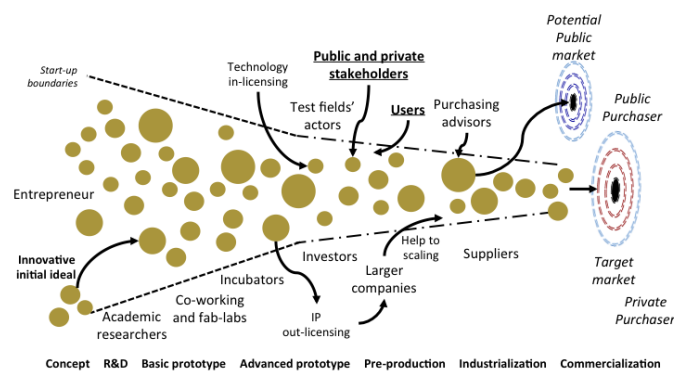 Potential
Public
market
Start-up
boundaries
Technology
in-licensing
Public and private
stakeholders
Test fields’
actors
Users
Purchasing
advisors
Public
Purchaser
Entrepreneur
Innovative
initial ideal
Academic
researchers
Co-working
and fab-labs
Incubators
Investors
IP
out-licensing
Larger
companies
Help to
scaling
Suppliers
Target
market
Private
Purchaser
Concept R&D Basic prototype Advanced prototype Pre-production Industrialization Commercialization